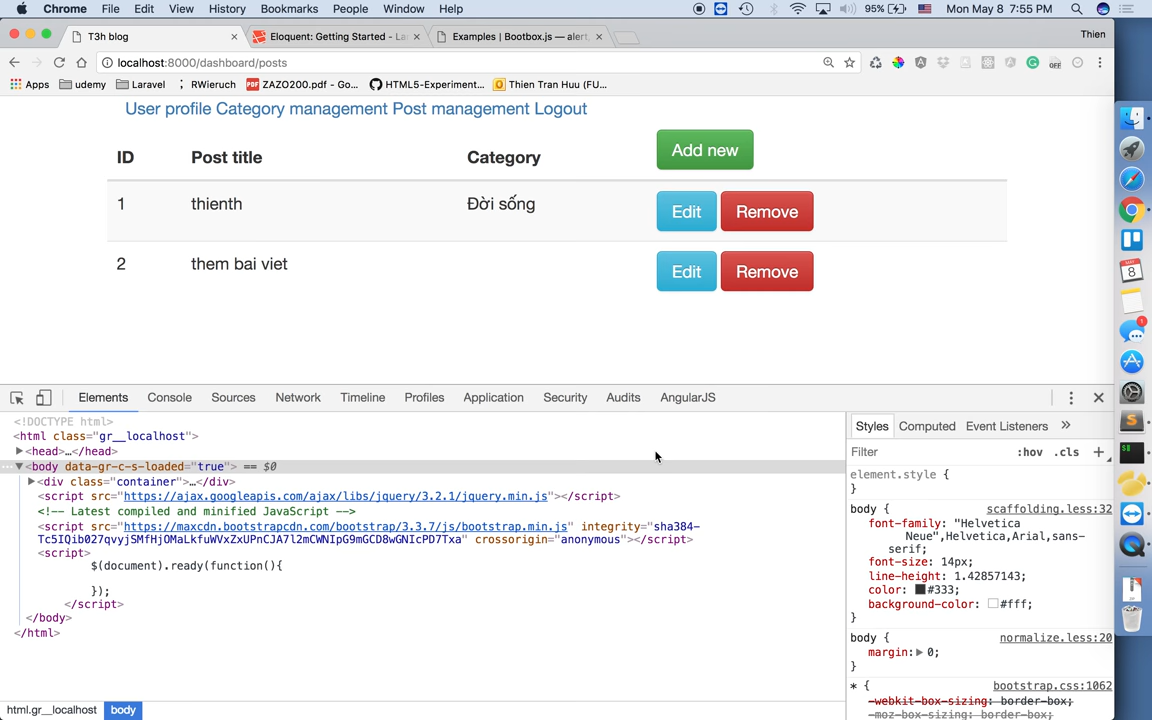 Chrome File Edit View History Bookmarks People Window Help 95% Mon May 8 7:55 PM
T3h blog Eloquent: Getting Started - La Examples | Bootbox.js — alert, Thien
localhost:8000/dashboard/posts
Apps udemy Laravel RWieruch ZAZO200.pdf - Go... HTML5-Experiment... Thien Tran Huu (FU...
User profile Category management Post management Logout
ID Post title Category Add new
1 thienth Đời sống Edit Remove
2 them bai viet Edit Remove
Elements Console Sources Network Timeline Profiles Application Security Audits AngularJS
<!DOCTYPE html>
<html class="gr__localhost">
<head>…</head>
<body data-gr-c-s-loaded="true"> == $0
<div class="container">…</div>
<script src="https://ajax.googleapis.com/ajax/libs/jquery/3.2.1/jquery.min.js"></script>
<!-- Latest compiled and minified JavaScript -->
<script src="https://maxcdn.bootstrapcdn.com/bootstrap/3.3.7/js/bootstrap.min.js" integrity="sha384-
Tc5IQib027qvyjSMfHjOMaLkfuWVxZxUPnCJA7l2mCWNIpG9mGCD8wGNIcPD7Txa" crossorigin="anonymous"></script>
<script>
$(document).ready(function(){
});
</script>
</body>
</html>
html.gr__localhost body
Styles Computed Event Listeners »
Filter :hov .cls +
element.style {
}
body { scaffolding.less:32
font-family: "Helvetica
Neue",Helvetica,Arial,sans-
serif;
font-size: 14px;
line-height: 1.42857143;
color: #333;
background-color: #fff;
}
body { normalize.less:20
margin: 0;
}
* { bootstrap.css:1062
-webkit-box-sizing: border-box;
-moz-box-sizing: border-box;